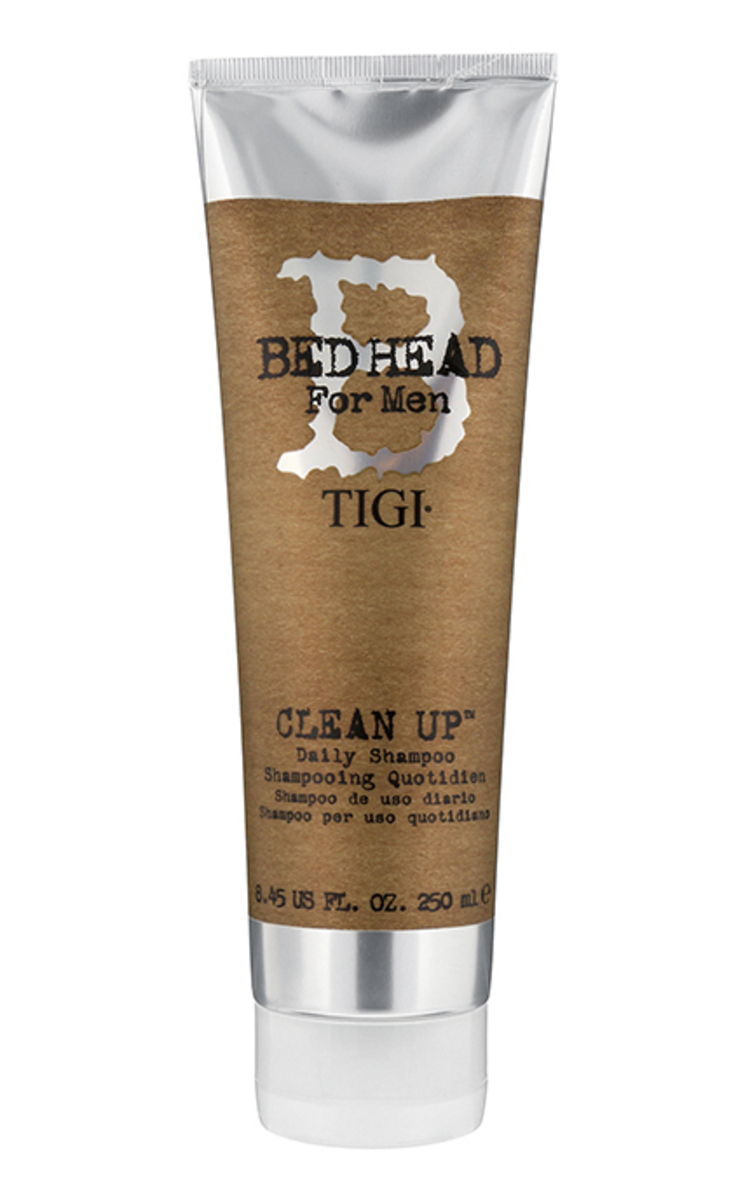 B
BED HEAD
For Men
TIGI
CLEAN UP™
Daily Shampoo
Shampooing Quotidien
Shampoo de uso diario
Shampoo per uso quotidiano
8.45 US FL. OZ. 250 ml ℮